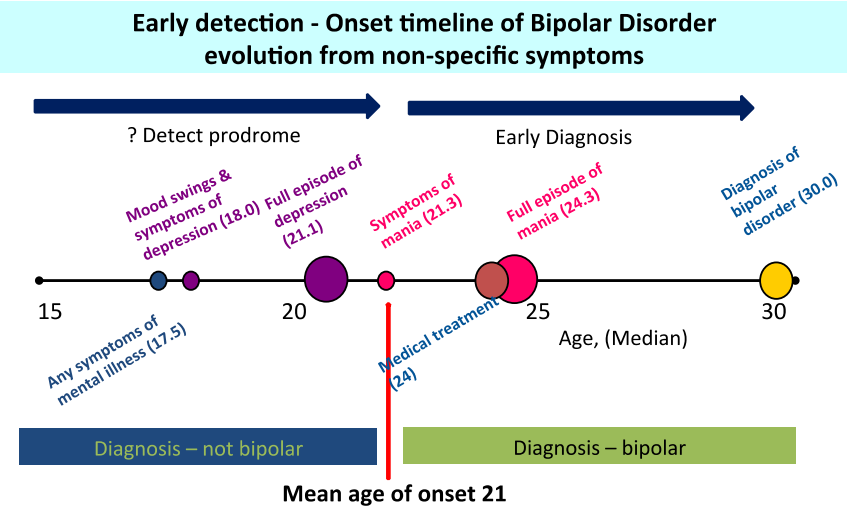 Early detection - Onset timeline of Bipolar Disorder
evolution from non-specific symptoms
? Detect prodrome
Early Diagnosis
Mood swings &
symptoms of
depression (18.0)
Full episode of
depression
(21.1)
Symptoms of
mania (21.3)
Full episode of
mania (24.3)
Diagnosis of
bipolar
disorder (30.0)
15
20
25
30
Age, (Median)
Any symptoms of
mental illness (17.5)
Medical treatment
(24)
Diagnosis – not bipolar
Diagnosis – bipolar
Mean age of onset 21